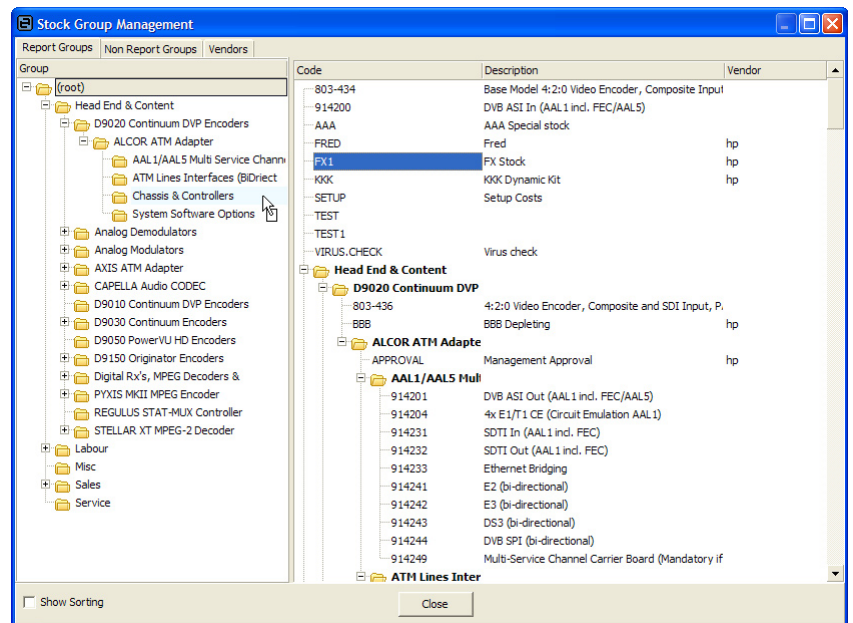 Stock Group Management
Report Groups Non Report Groups Vendors
Group
(root)
Head End & Content
D9020 Continuum DVP Encoders
ALCOR ATM Adapter
AAL1/AAL5 Multi Service Chann
ATM Lines Interfaces (BiDriect
Chassis & Controllers
System Software Options
Analog Demodulators
Analog Modulators
AXIS ATM Adapter
CAPELLA Audio CODEC
D9010 Continuum DVP Encoders
D9030 Continuum Encoders
D9050 PowerVU HD Encoders
D9150 Originator Encoders
Digital Rx's, MPEG Decoders &
PYXIS MKII MPEG Encoder
REGULUS STAT-MUX Controller
STELLAR XT MPEG-2 Decoder
Labour
Misc
Sales
Service
Code Description Vendor
803-434 Base Model 4:2:0 Video Encoder, Composite Input
914200 DVB ASI In (AAL1 incl. FEC/AAL5)
AAA AAA Special stock
FRED Fred hp
FX1 FX Stock hp
KKK KKK Dynamic Kit hp
SETUP Setup Costs
TEST
TEST1
VIRUS.CHECK Virus check
Head End & Content
D9020 Continuum DVP
803-436 4:2:0 Video Encoder, Composite and SDI Input, P
BBB BBB Depleting hp
ALCOR ATM Adapte
APPROVAL Management Approval hp
AAL1/AAL5 Mul
914201 DVB ASI Out (AAL1 incl. FEC/AAL5)
914204 4x E1/T1 CE (Circuit Emulation AAL1)
914231 SDTI In (AAL1 incl. FEC)
914232 SDTI Out (AAL1 incl. FEC)
914233 Ethernet Bridging
914241 E2 (bi-directional)
914242 E3 (bi-directional)
914243 DS3 (bi-directional)
914244 DVB SPI (bi-directional)
914249 Multi-Service Channel Carrier Board (Mandatory if
ATM Lines Inter
Show Sorting
Close